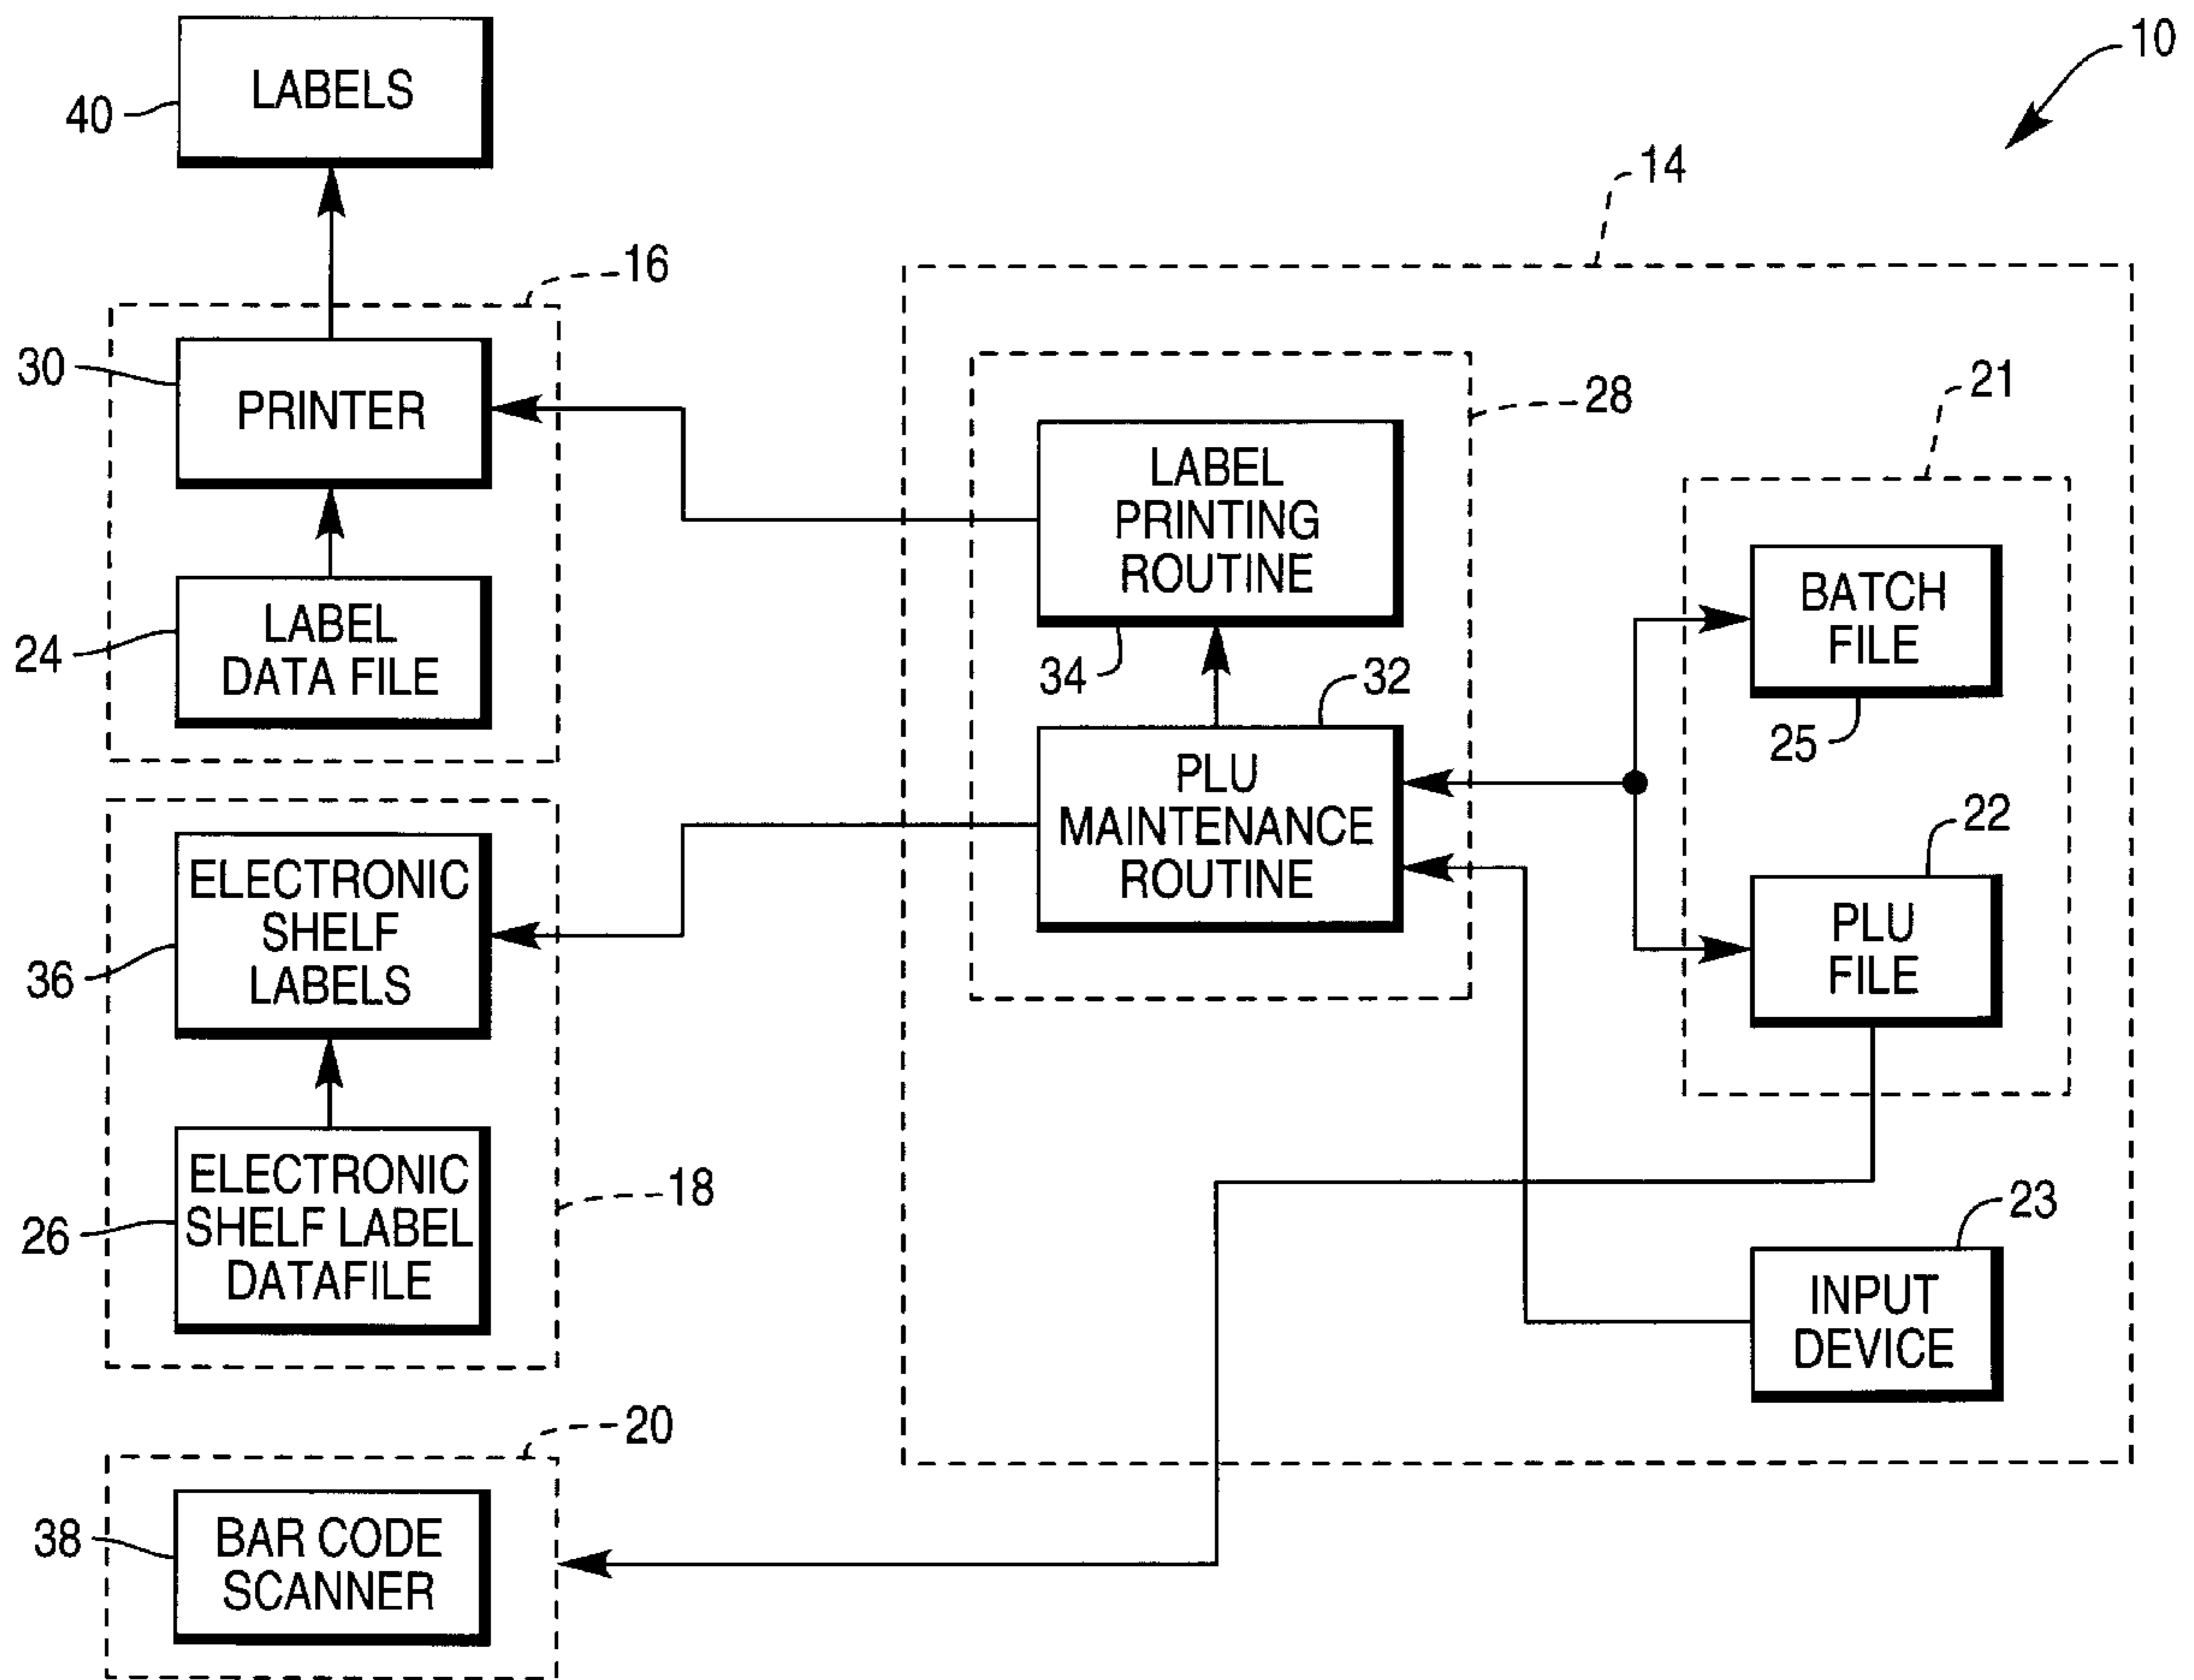 10
LABELS
40
14
16
PRINTER
30
28
21
LABEL
PRINTING
ROUTINE
34
BATCH
FILE
25
LABEL
DATA FILE
24
32
PLU
MAINTENANCE
ROUTINE
22
PLU
FILE
ELECTRONIC
SHELF
LABELS
36
ELECTRONIC
SHELF LABEL
DATAFILE
26
18
23
INPUT
DEVICE
20
BAR CODE
SCANNER
38